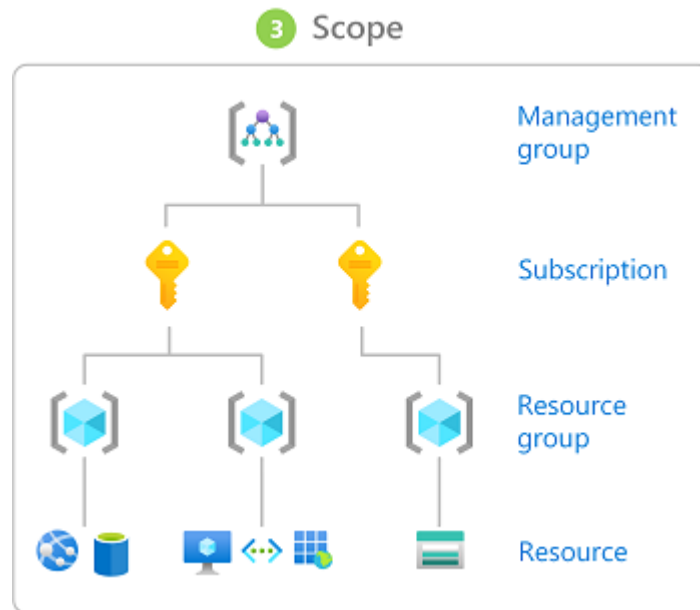 3 Scope
Management
group
Subscription
Resource
group
Resource